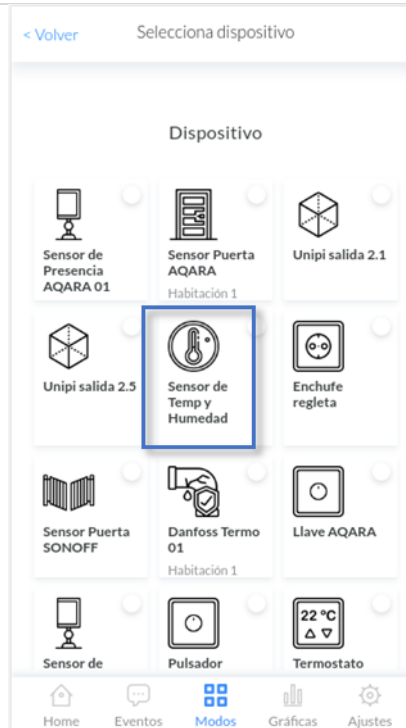 < Volver
Selecciona dispositivo
Dispositivo
Sensor de
Presencia
AQARA 01
Sensor Puerta
AQARA
Habitación 1
Unipi salida 2.1
Unipi salida 2.5
Sensor de
Temp y
Humedad
Enchufe
regleta
Sensor Puerta
SONOFF
Danfoss Termo
01
Habitación 1
Llave AQARA
Sensor de
Pulsador
22 °C
Termostato
Home
Eventos
Modos
Gráficas
Ajustes